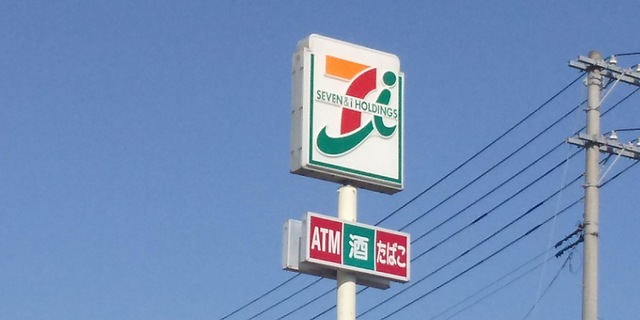 SEVEN & i HOLDINGS
ATM 酒 たばこ